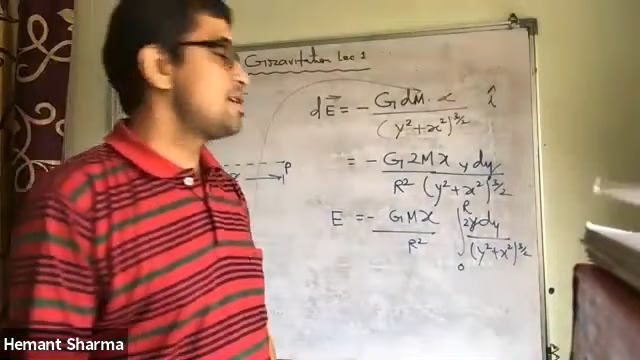 Gravitation Lec 1
dE⃗ = - G dM. x / (y²+x²)^3/2 î
P
= - G 2M x y dy / R² (y²+x²)^3/2
x
E = - G M x / R² ∫₀ᴿ 2y dy / (y²+x²)^3/2
Hemant Sharma